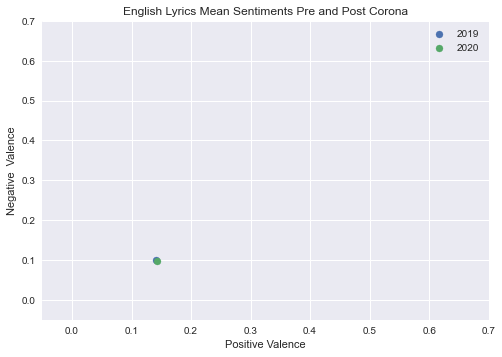 English Lyrics Mean Sentiments Pre and Post Corona
0.7
0.6
0.5
0.4
0.3
0.2
0.1
0.0
Negative  Valence
2019
2020
0.0 0.1 0.2 0.3 0.4 0.5 0.6 0.7
Positive Valence